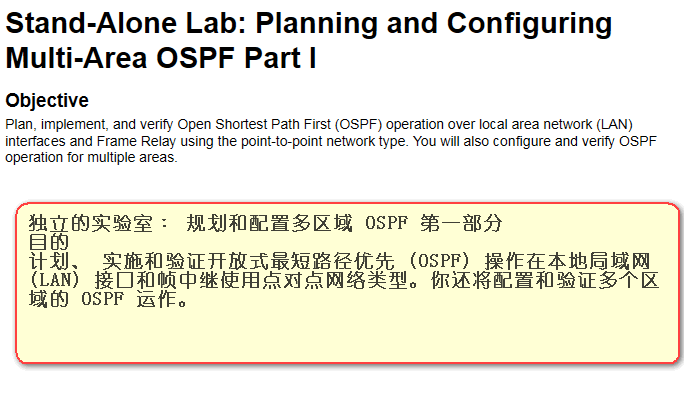 Stand-Alone Lab: Planning and Configuring
Multi-Area OSPF Part I
Objective
Plan, implement, and verify Open Shortest Path First (OSPF) operation over local area network (LAN)
interfaces and Frame Relay using the point-to-point network type. You will also configure and verify OSPF
operation for multiple areas.
独立的实验室： 规划和配置多区域 OSPF 第一部分
目的
计划、 实施和验证开放式最短路径优先 (OSPF) 操作在本地局域网
(LAN) 接口和帧中继使用点对点网络类型。你还将配置和验证多个区
域的 OSPF 运作。